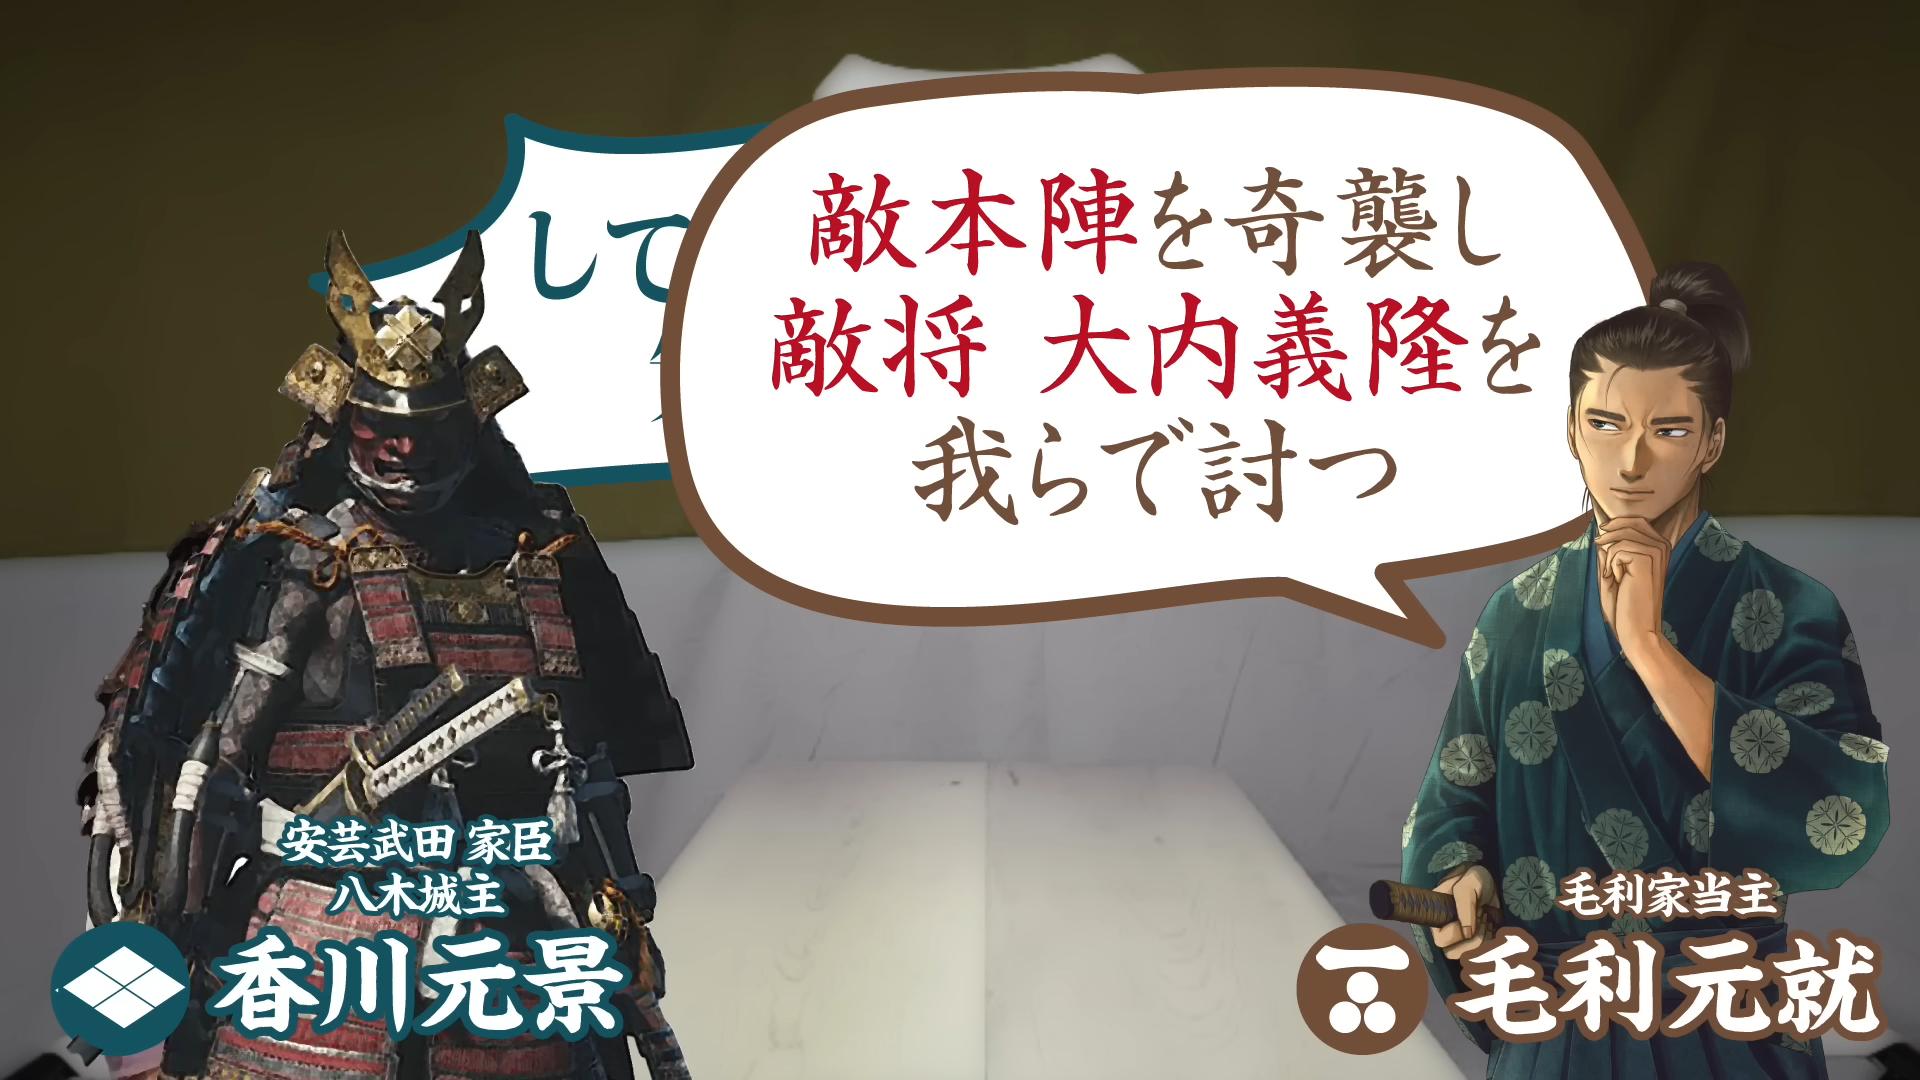 して
敵本陣を奇襲し
敵将 大内義隆を
我らで討つ
安芸武田 家臣
八木城主
香川元景
毛利家当主
毛利元就